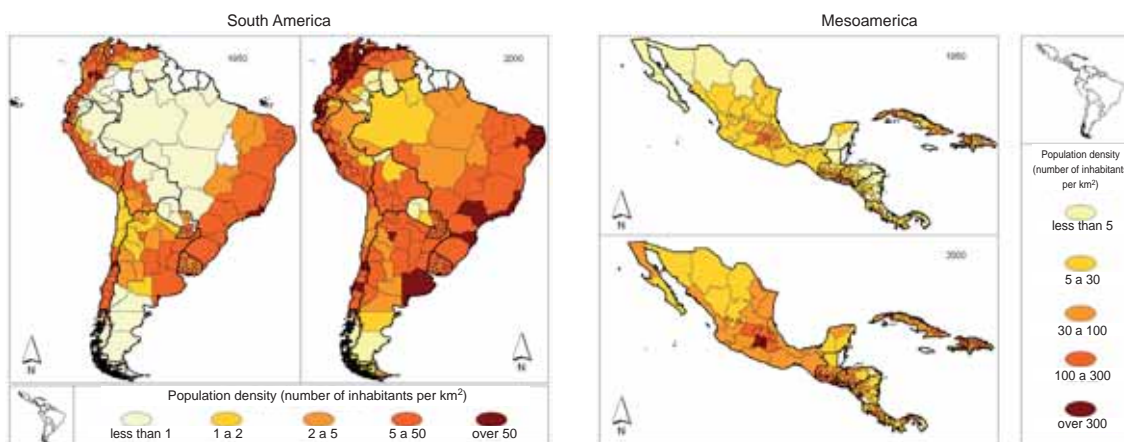 South America
Mesoamerica
1950
2000
1950
2000
N
N
N
N
Population density (number of inhabitants per km²)
less than 1
1 a 2
2 a 5
5 a 50
over 50
Population density
(number of inhabitants
per km²)
less than 5
5 a 30
30 a 100
100 a 300
over 300